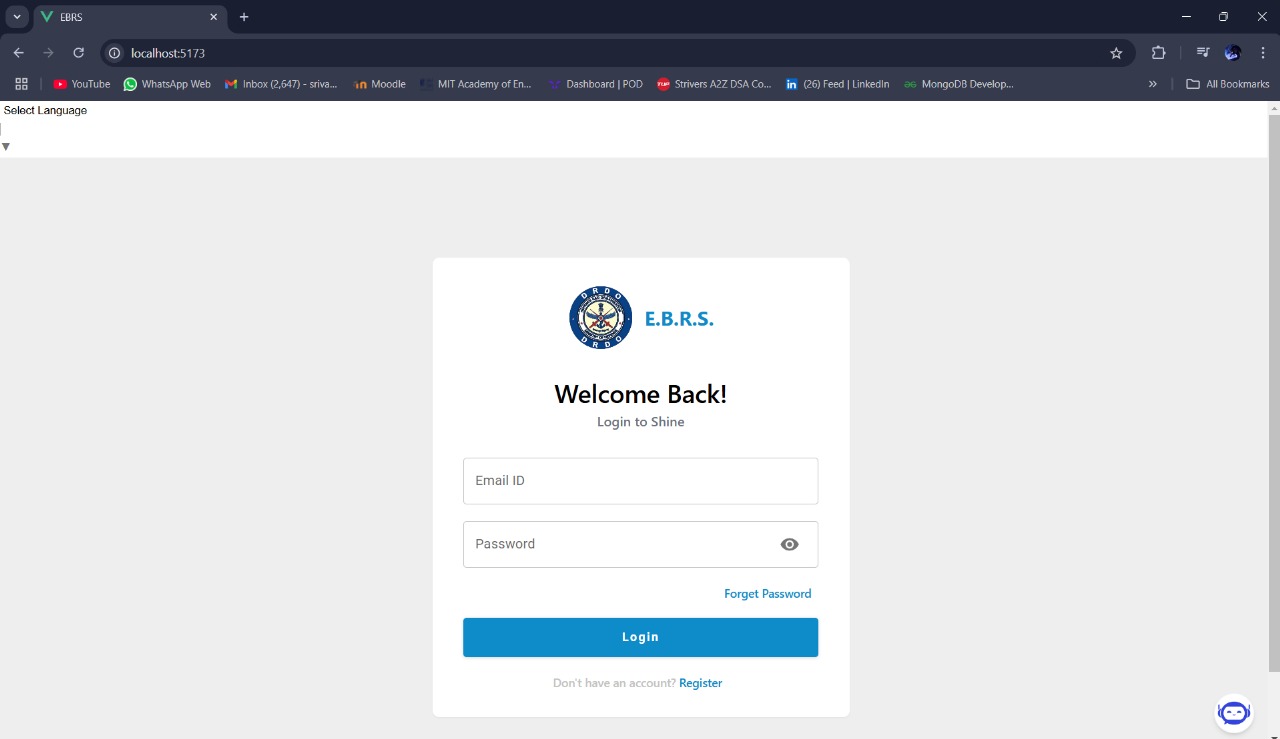 EBRS
localhost:5173
YouTube WhatsApp Web Inbox (2,647) - sriva... Moodle MIT Academy of En... Dashboard | POD Strivers A2Z DSA Co... (26) Feed | LinkedIn MongoDB Develop... » All Bookmarks
Select Language
▼
DRDO
DRDO
E.B.R.S.
Welcome Back!
Login to Shine
Email ID
Password
Forget Password
Login
Don't have an account? Register